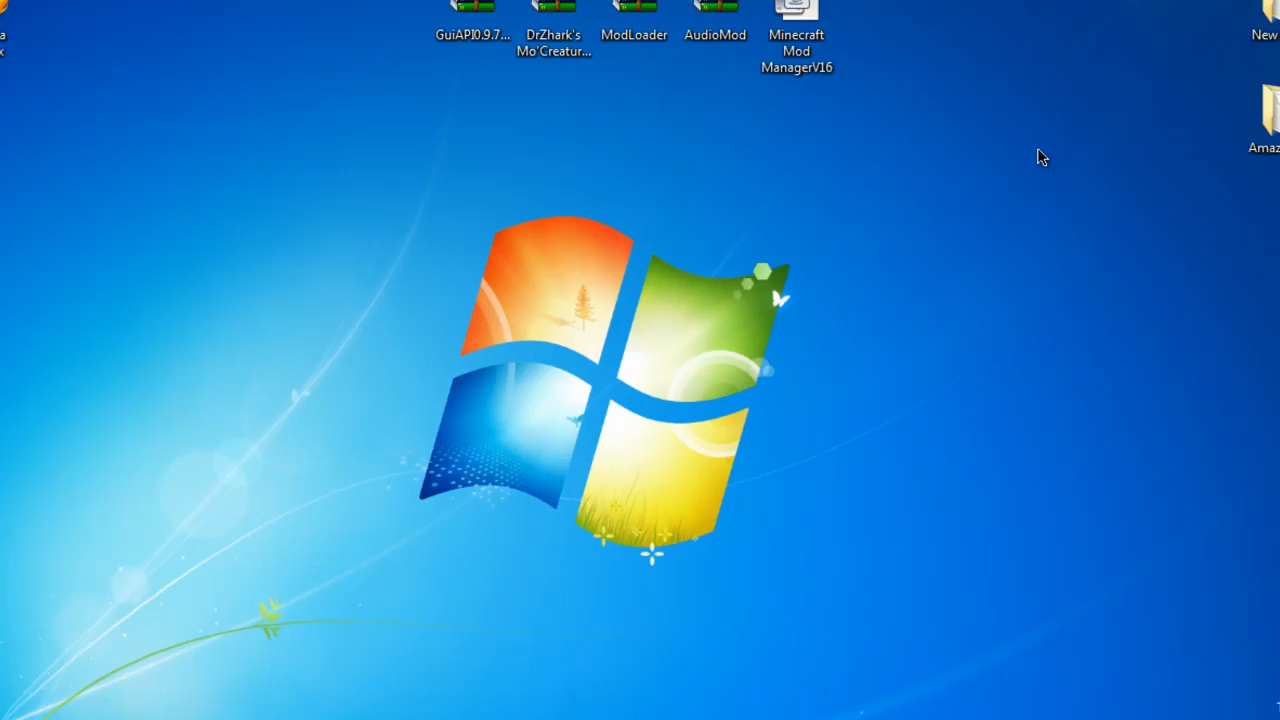 a
x
GuiAPI0.9.7...
DrZhark's
Mo'Creatur...
ModLoader
AudioMod
Minecraft
Mod
ManagerV16
New
Amaz